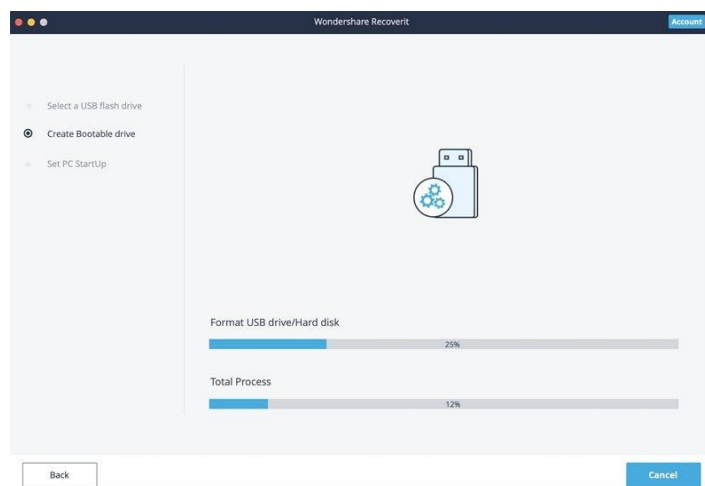 Wondershare Recoverit
Account
Select a USB flash drive
Create Bootable drive
Set PC StartUp
Format USB drive/Hard disk
25%
Total Process
12%
Back
Cancel